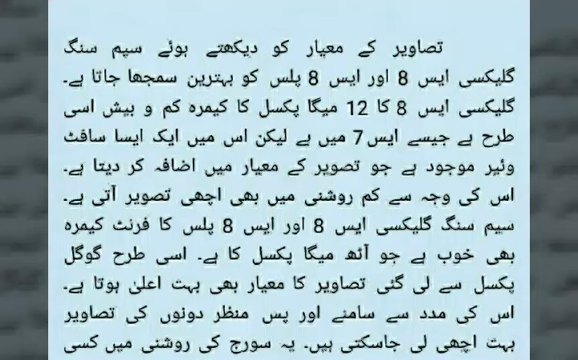 تصاویر کے معیار کو دیکھتے ہوئے سیم سنگ
گلیکسی ایس 8 اور ایس 8 پلس کو بہترین سمجھا جاتا ہے۔
گلیکسی ایس 8 کا 12 میگا پکسل کا کیمرہ کم و بیش اسی
طرح ہے جیسے ایس 7 میں ہے لیکن اس میں ایک ایسا سافٹ
وئیر موجود ہے جو تصویر کے معیار میں اضافہ کر دیتا ہے۔
اس کی وجہ سے کم روشنی میں بھی اچھی تصویر آتی ہے۔
سیم سنگ گلیکسی ایس 8 اور ایس 8 پلس کا فرنٹ کیمرہ
بھی خوب ہے جو آٹھ میگا پکسل کا ہے۔ اسی طرح گوگل
پکسل سے لی گئی تصاویر کا معیار بھی بہت اعلیٰ ہوتا ہے۔
اس کی مدد سے سامنے اور پس منظر دونوں کی تصاویر
بہت اچھی لی جاسکتی ہیں۔ یہ سورج کی روشنی میں کسی